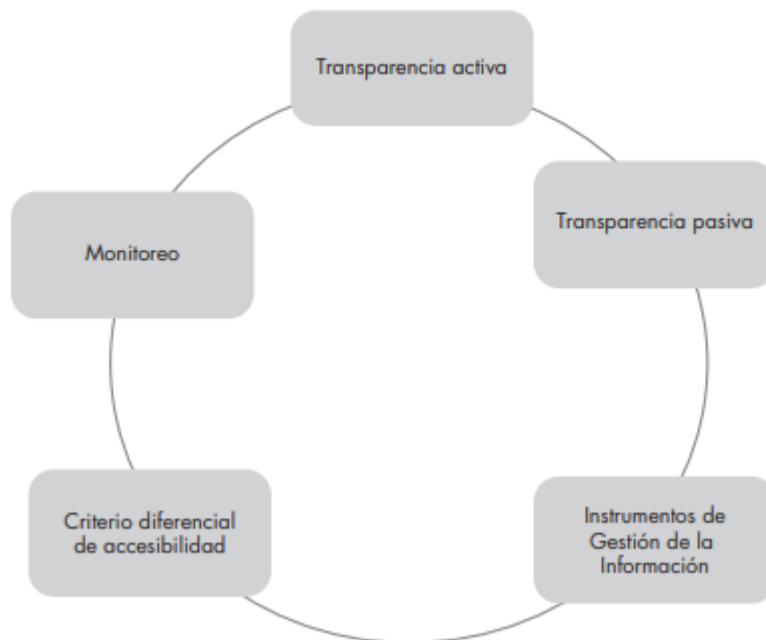 Transparencia activa
Transparencia pasiva
Instrumentos de
Gestión de la
Información
Criterio diferencial
de accesibilidad
Monitoreo